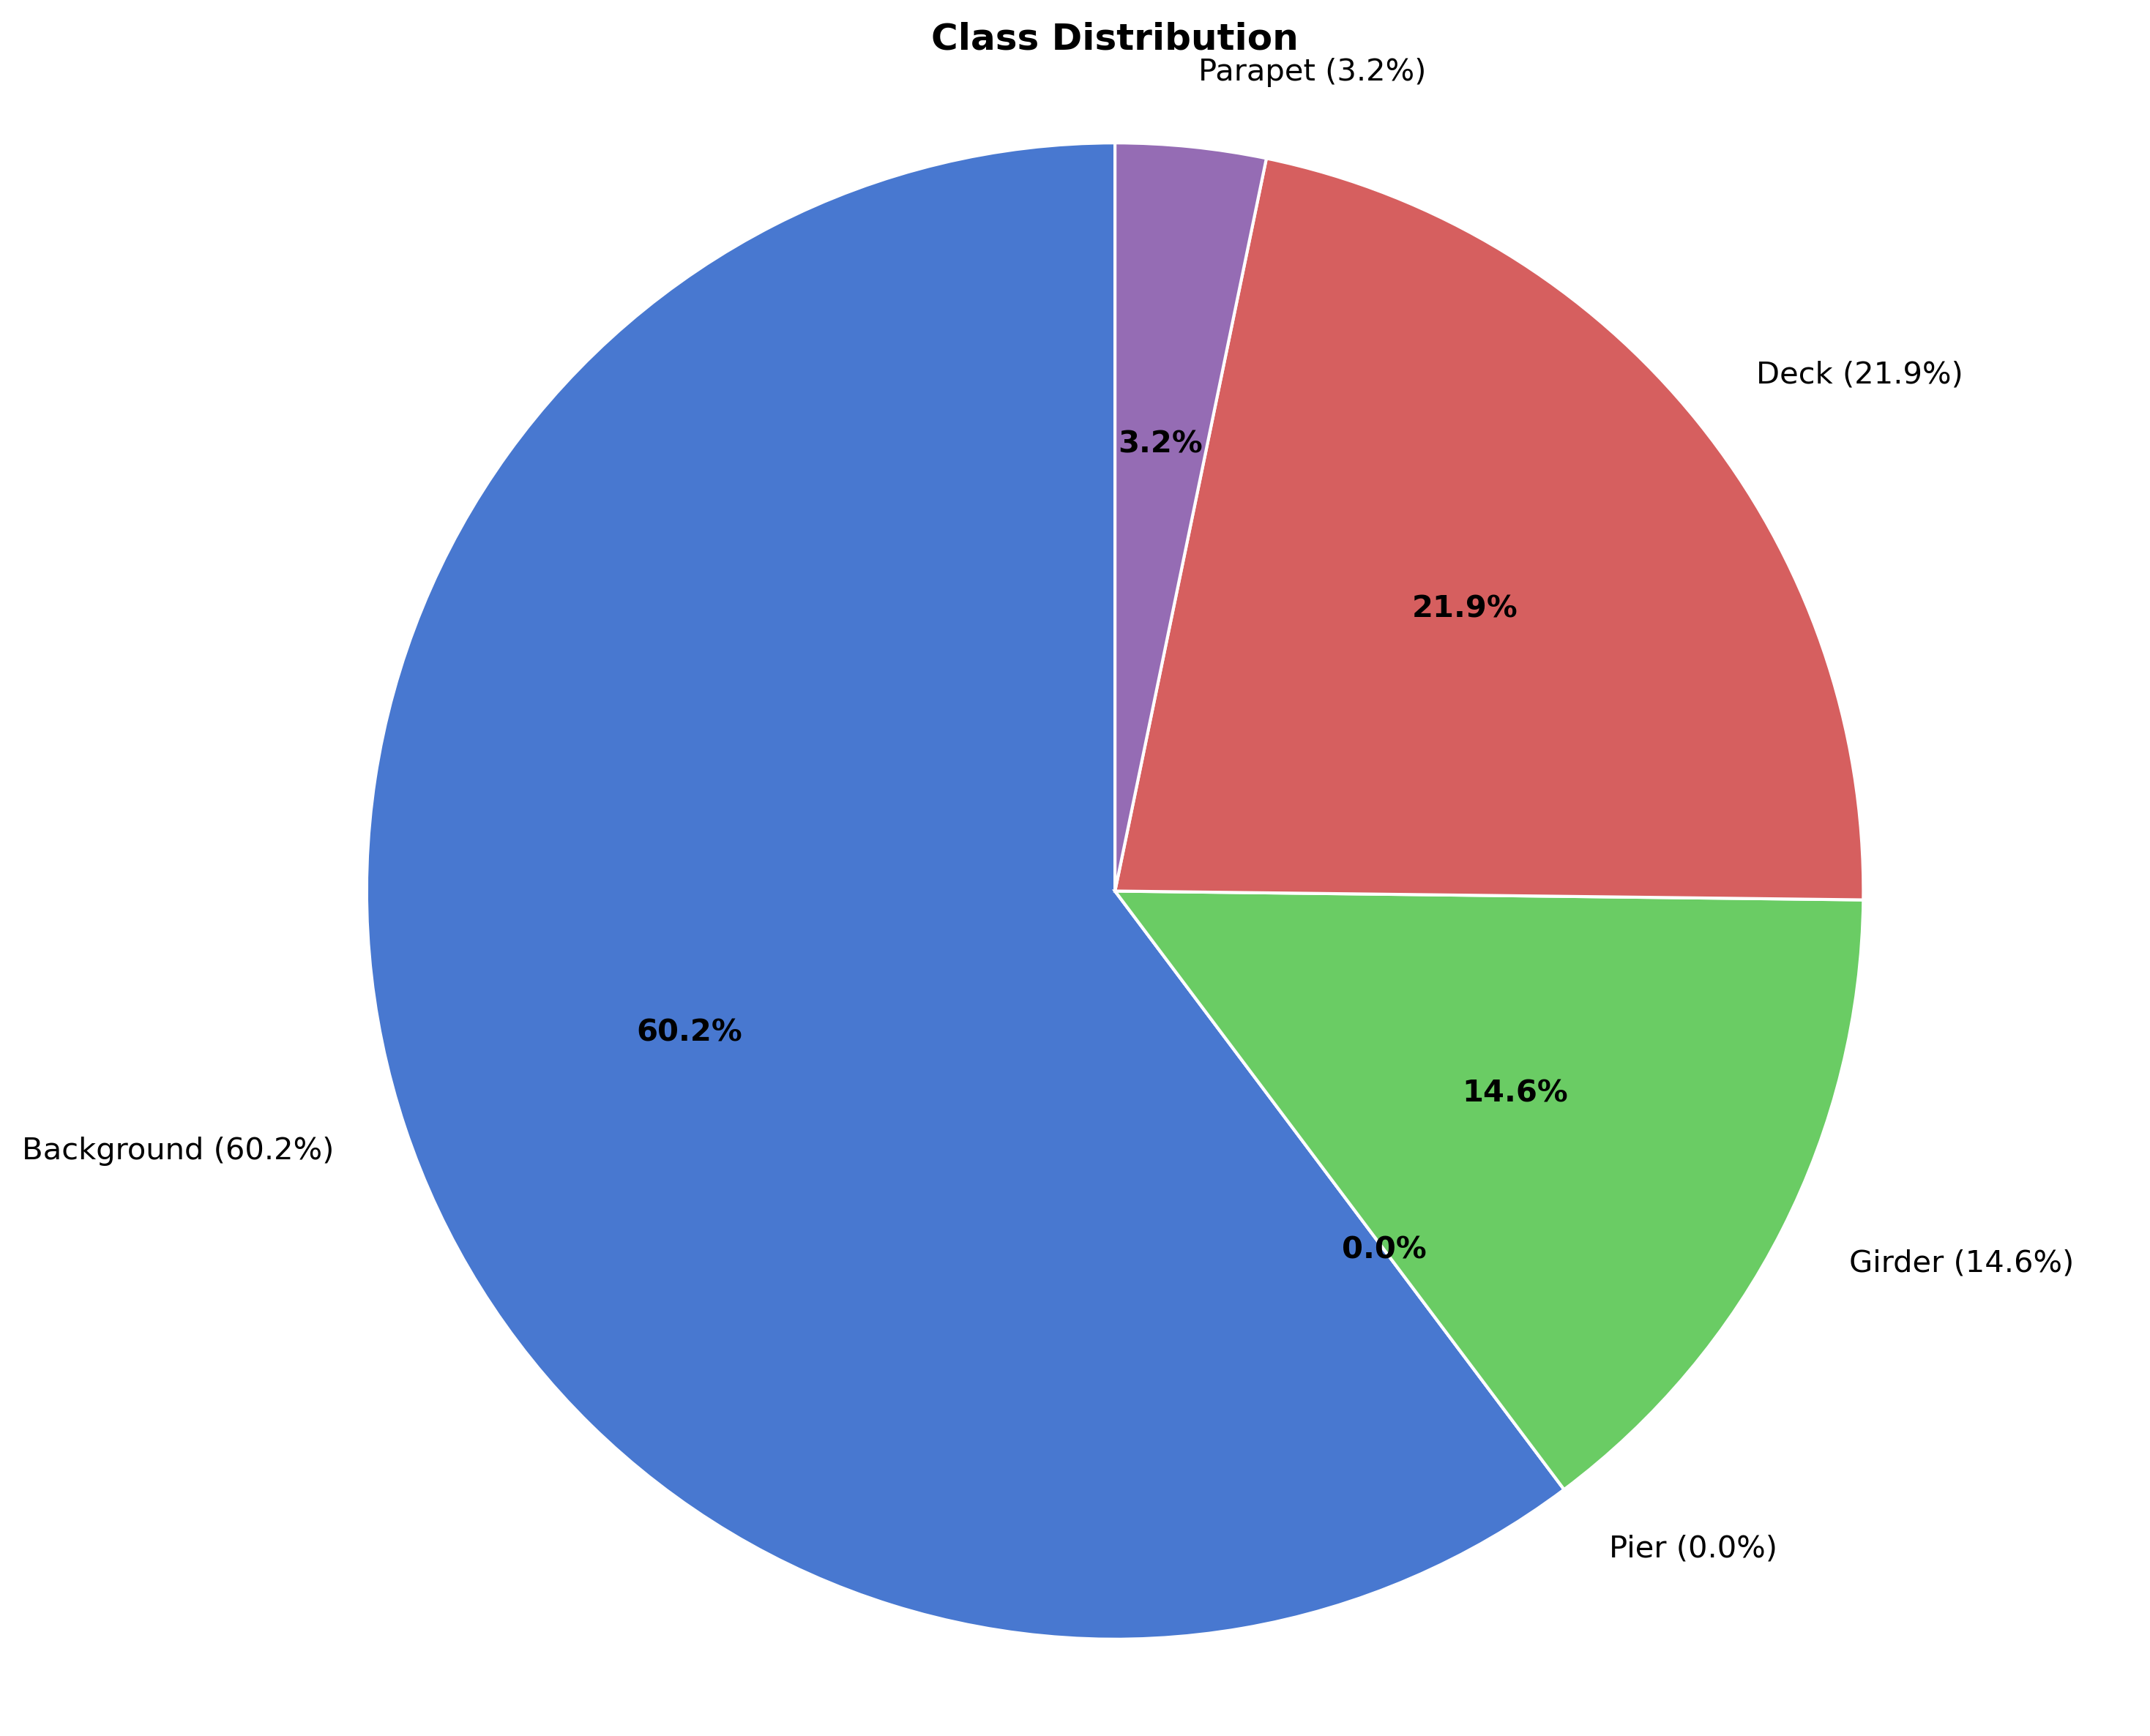 Class Distribution
Parapet (3.2%)
Deck (21.9%)
3.2%
21.9%
60.2%
14.6%
Background (60.2%)
0.0%
Girder (14.6%)
Pier (0.0%)